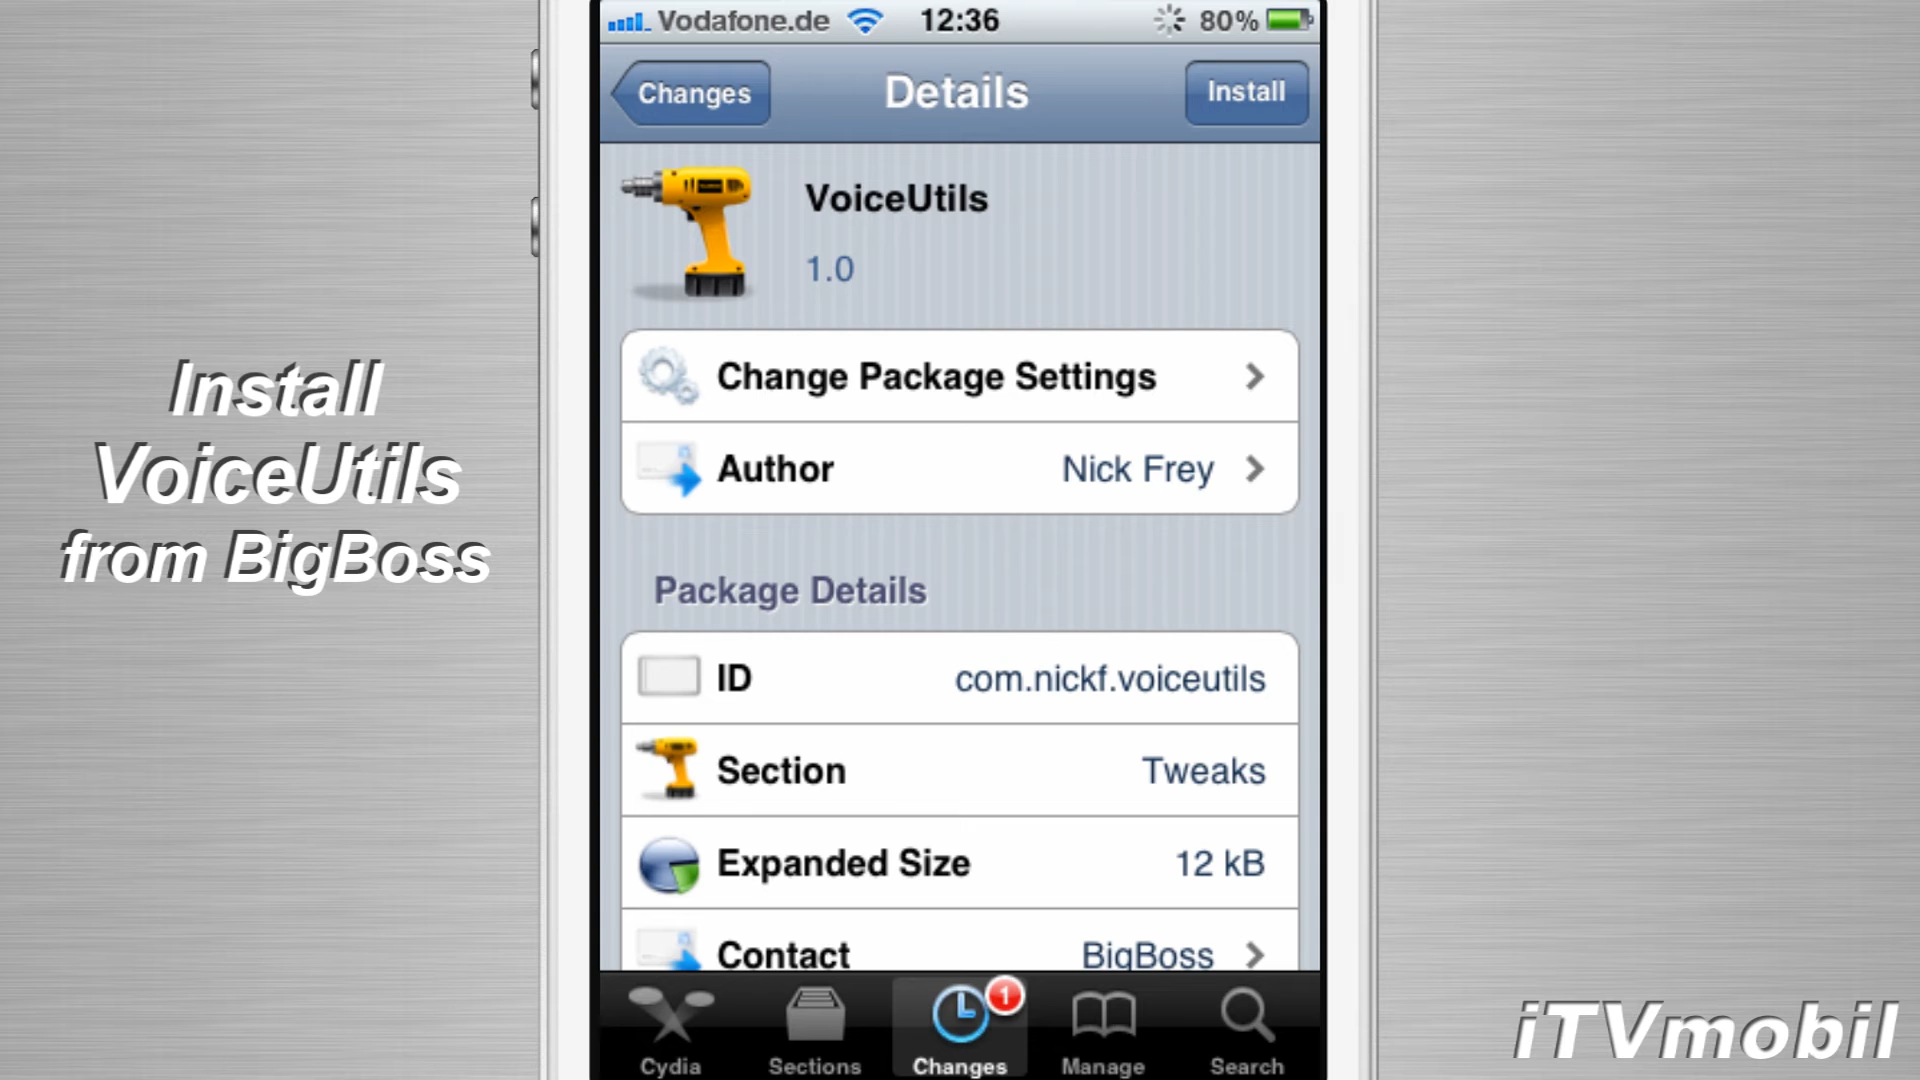 Vodafone.de 12:36 80%
Changes Details Install
VoiceUtils
1.0
Change Package Settings
Author Nick Frey
Package Details
ID com.nickf.voiceutils
Section Tweaks
Expanded Size 12 kB
Contact BigBoss
1
Cydia Sections Changes Manage Search
Install
VoiceUtils
from BigBoss
iTVmobil